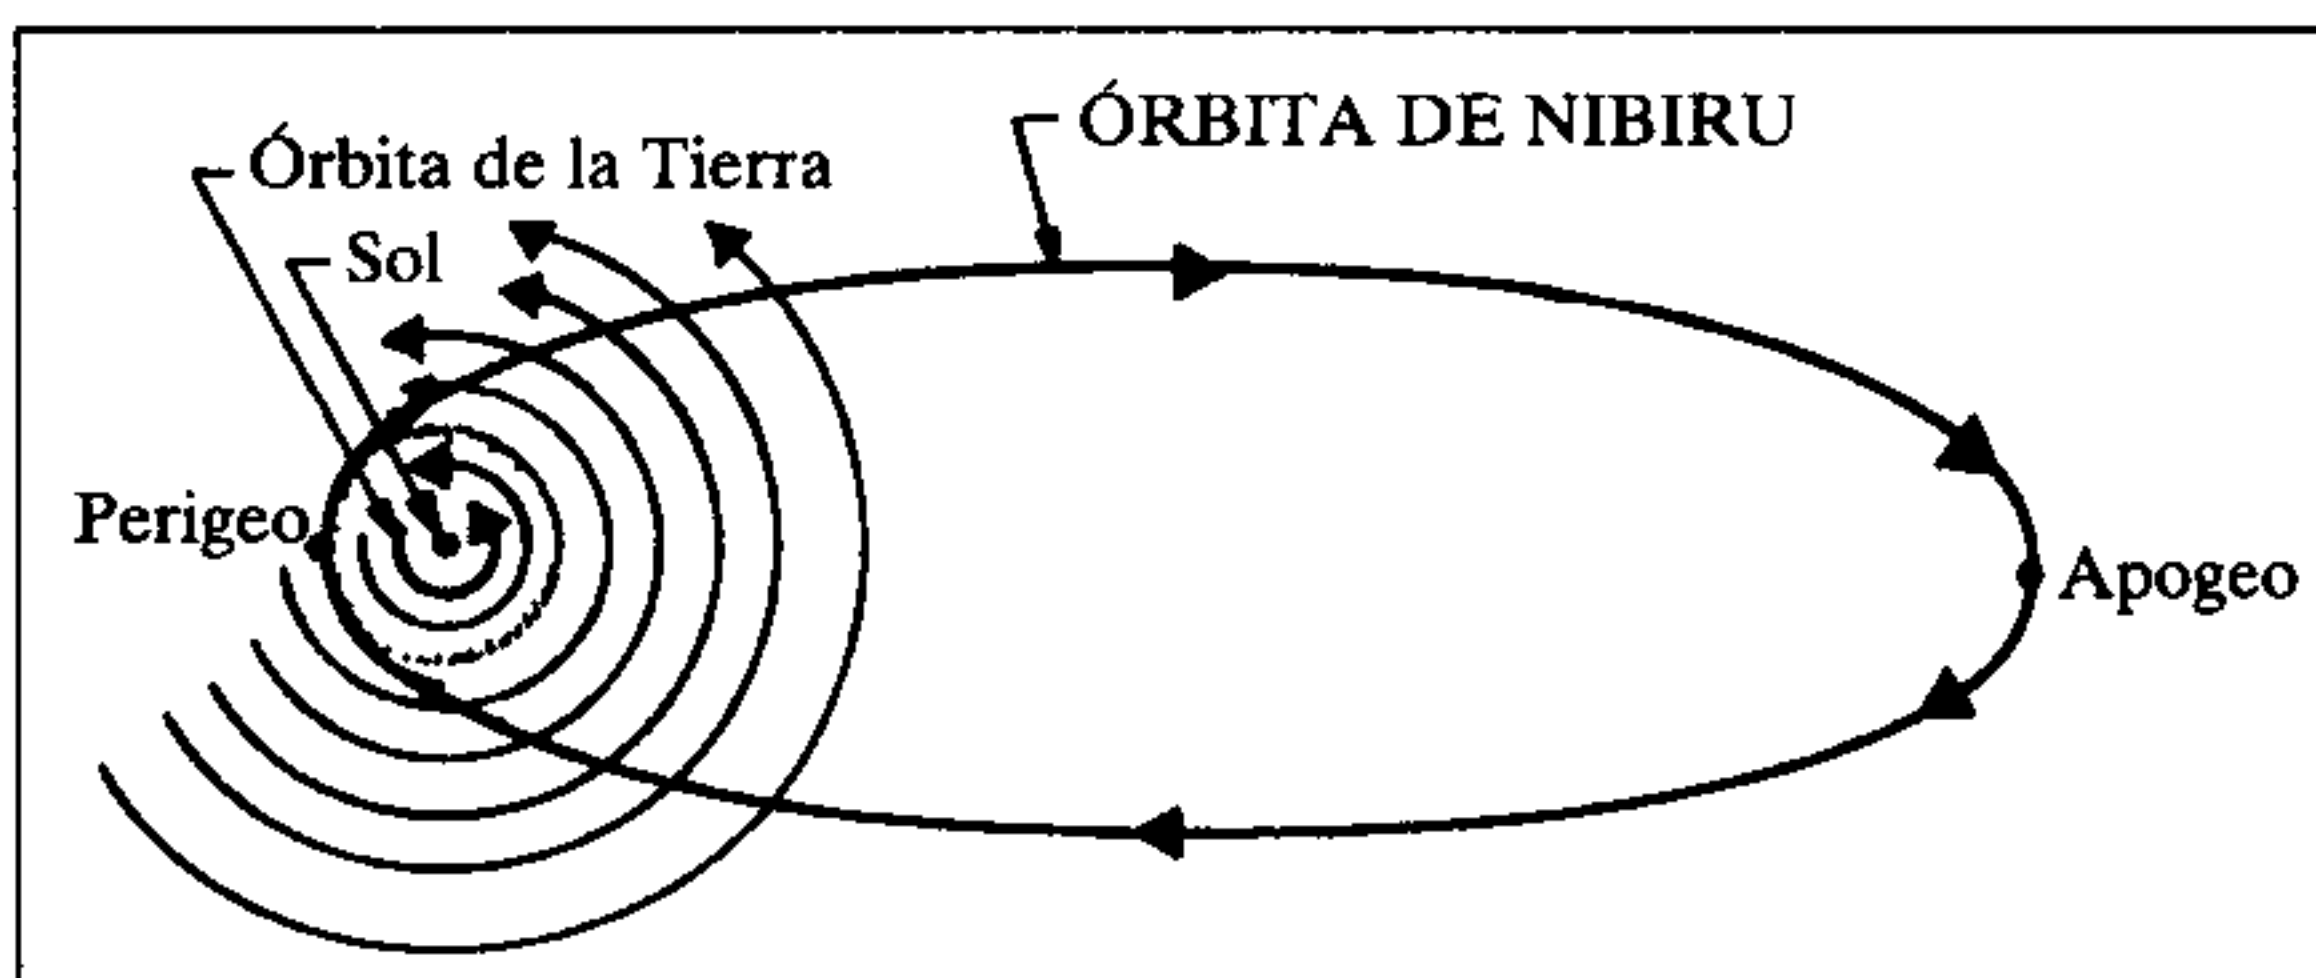 ÓRBITA DE NIBIRU
Órbita de la Tierra
Sol
Perigeo
Apogeo